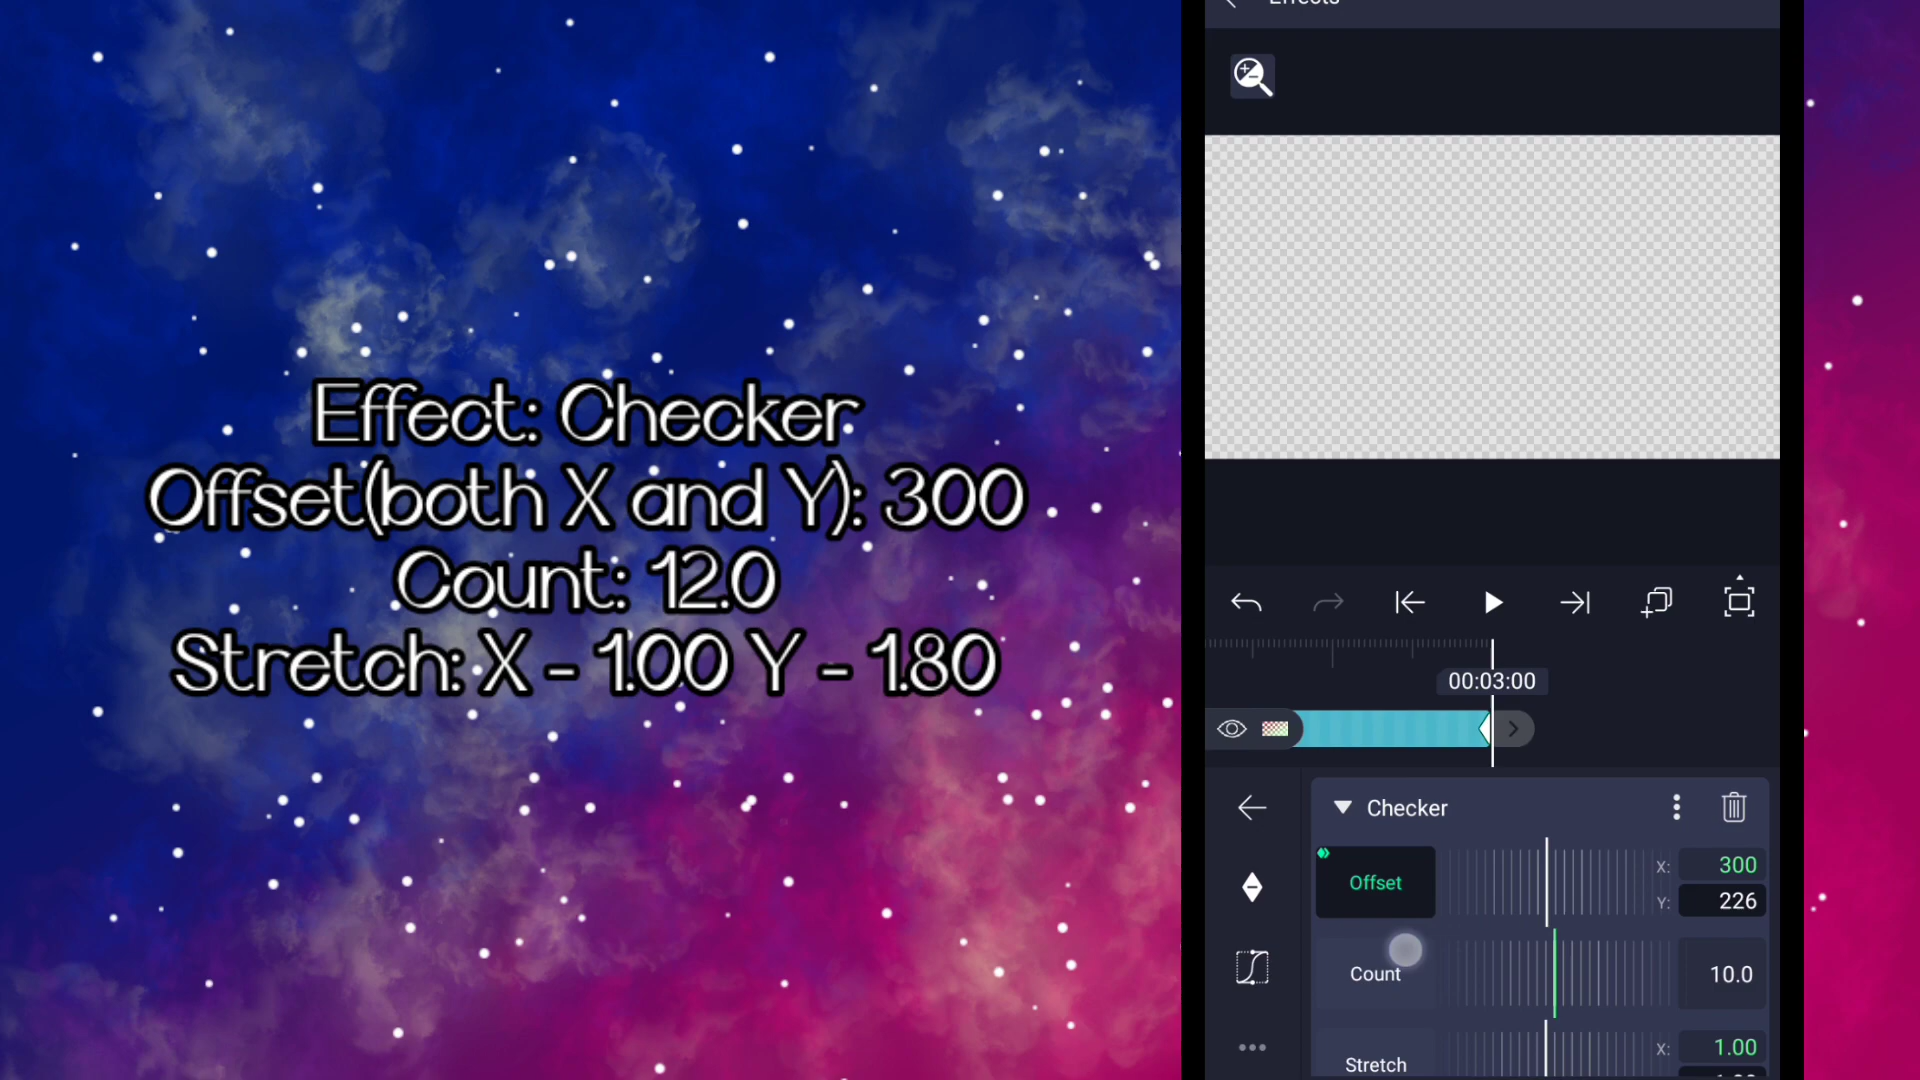 Effects
Effect: Checker
Offset(both X and Y): 300
Count: 12.0
Stretch: X - 1.00 Y - 1.80
00:03:00
Checker
Offset
X: 300
Y: 226
Count
10.0
Stretch
X: 1.00